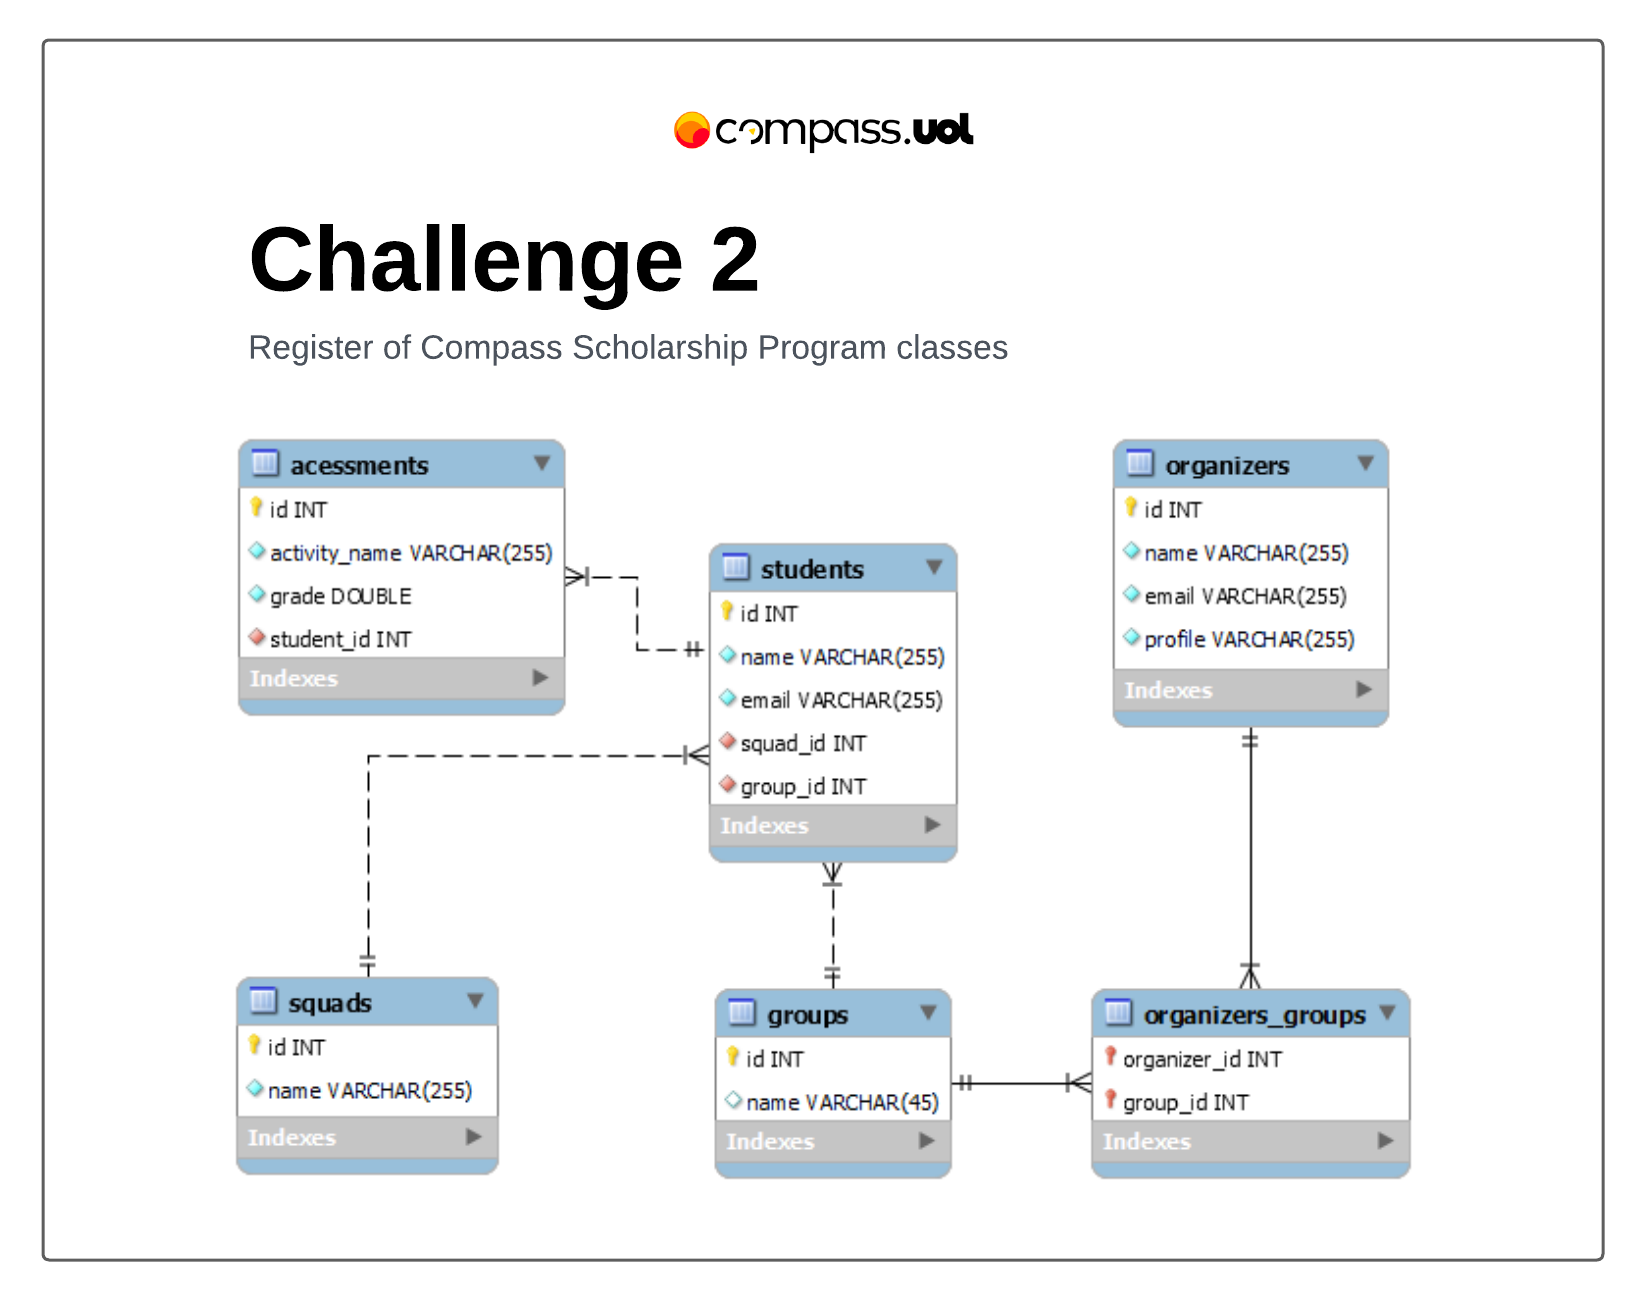 compass.uol
Challenge 2
Register of Compass Scholarship Program classes
acessments
id INT
activity_name VARCHAR(255)
grade DOUBLE
student_id INT
Indexes
students
id INT
name VARCHAR(255)
email VARCHAR(255)
squad_id INT
group_id INT
Indexes
organizers
id INT
name VARCHAR(255)
email VARCHAR(255)
profile VARCHAR(255)
Indexes
squads
id INT
name VARCHAR(255)
Indexes
groups
id INT
name VARCHAR(45)
Indexes
organizers_groups
organizer_id INT
group_id INT
Indexes